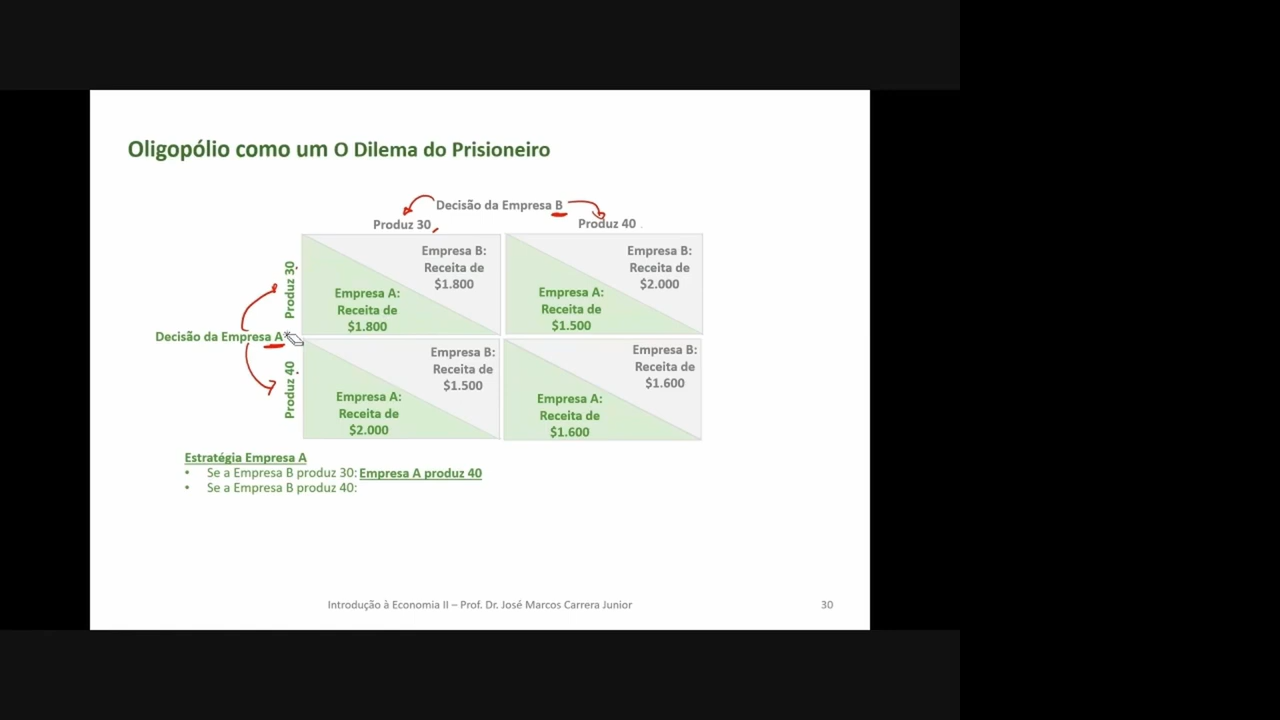 Oligopólio como um O Dilema do Prisioneiro
Decisão da Empresa B
Produz 30
Produz 40
Produz 30
Empresa B:
Receita de
$1.800
Empresa A:
Receita de
$1.800
Empresa B:
Receita de
$2.000
Empresa A:
Receita de
$1.500
Decisão da Empresa A
Produz 40
Empresa B:
Receita de
$1.500
Empresa A:
Receita de
$2.000
Empresa B:
Receita de
$1.600
Empresa A:
Receita de
$1.600
Estratégia Empresa A
• Se a Empresa B produz 30: Empresa A produz 40
• Se a Empresa B produz 40:
Introdução à Economia II – Prof. Dr. José Marcos Carrera Junior
30